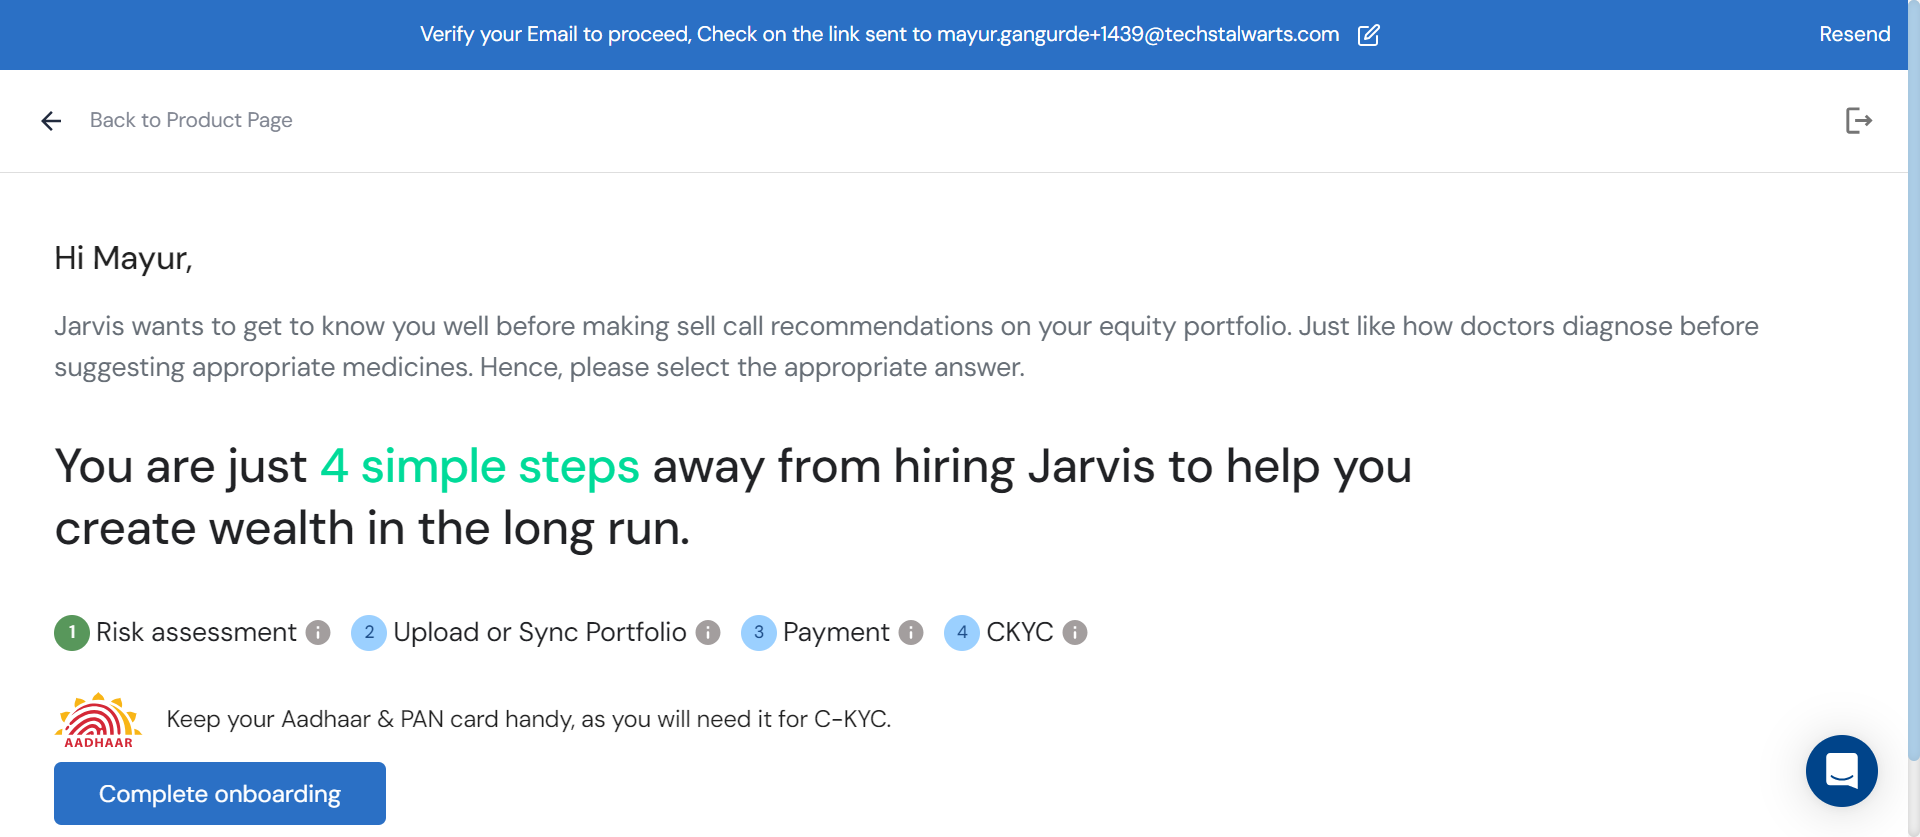 Verify your Email to proceed, Check on the link sent to mayur.gangurde+1439@techstalwarts.com
Resend
Back to Product Page
Hi Mayur,
Jarvis wants to get to know you well before making sell call recommendations on your equity portfolio. Just like how doctors diagnose before
suggesting appropriate medicines. Hence, please select the appropriate answer.
You are just 4 simple steps away from hiring Jarvis to help you
create wealth in the long run.
1 Risk assessment i 2 Upload or Sync Portfolio i 3 Payment i 4 CKYC i
AADHAAR
Keep your Aadhaar & PAN card handy, as you will need it for C-KYC.
Complete onboarding